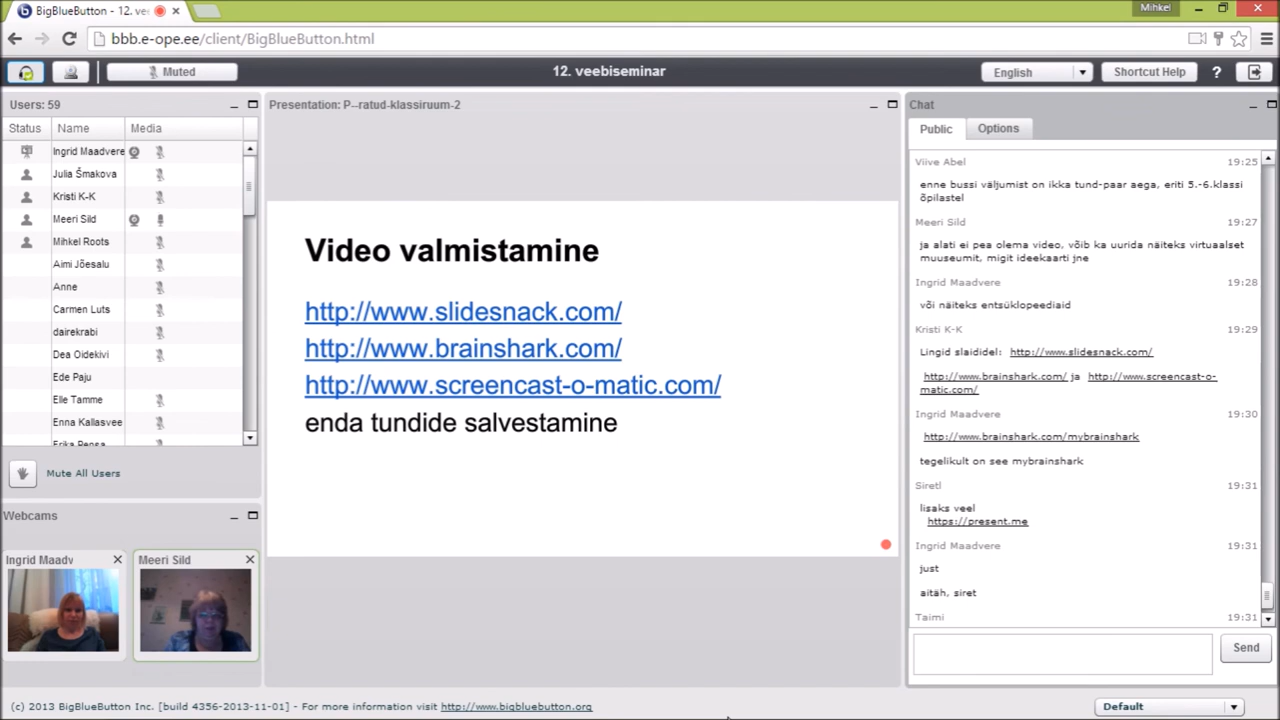 BigBlueButton - 12. vee
Mihkel
bbb.e-ope.ee/client/BigBlueButton.html
Muted
12. veebiseminar
English
Shortcut Help
?
Users: 59
Status Name Media
Ingrid Maadvere
Julia Šmakova
Kristi K-K
Meeri Sild
Mihkel Roots
Aimi Jõesalu
Anne
Carmen Luts
dairekrabi
Dea Oidekivi
Ede Paju
Elle Tamme
Enna Kallasvee
Erika Pensa
Mute All Users
Webcams
Ingrid Maadv
Meeri Sild
Presentation: P--ratud-klassiruum-2
Video valmistamine
http://www.slidesnack.com/
http://www.brainshark.com/
http://www.screencast-o-matic.com/
enda tundide salvestamine
Chat
Public Options
Viive Abel 19:25
enne bussi väljumist on ikka tund-paar aega, eriti 5.-6.klassi
õpilastel
Meeri Sild 19:27
ja alati ei pea olema video, võib ka uurida näiteks virtuaalset
muuseumit, migit ideekaarti jne
Ingrid Maadvere 19:28
või näiteks entsüklopeediaid
Kristi K-K 19:29
Lingid slaididel: http://www.slidesnack.com/
http://www.brainshark.com/ ja http://www.screencast-o-
matic.com/
Ingrid Maadvere 19:30
http://www.brainshark.com/mybrainshark
tegelikult on see mybrainshark
Siretl 19:31
lisaks veel
https://present.me
Ingrid Maadvere 19:31
just
aitäh, siret
Taimi 19:31
Send
(c) 2013 BigBlueButton Inc. [build 4356-2013-11-01] - For more information visit http://www.bigbluebutton.org
Default